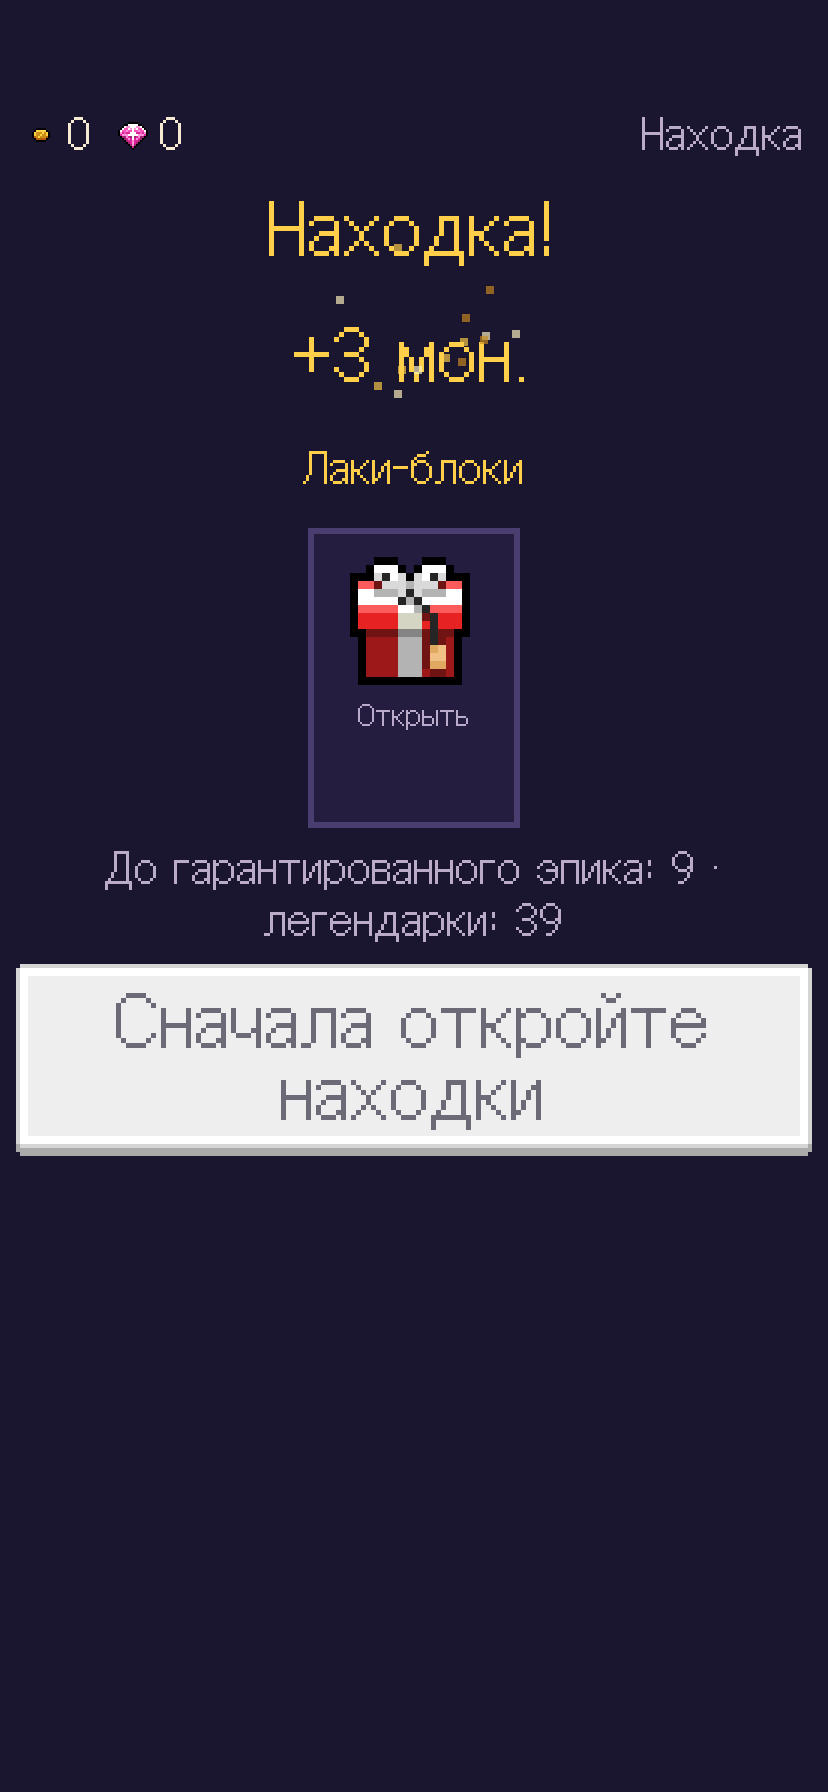 0 0 Находка
Находка!
+3 мон.
Лаки-блоки
Открыть
До гарантированного эпика: 9 ·
легендарки: 39
Сначала откройте
находки